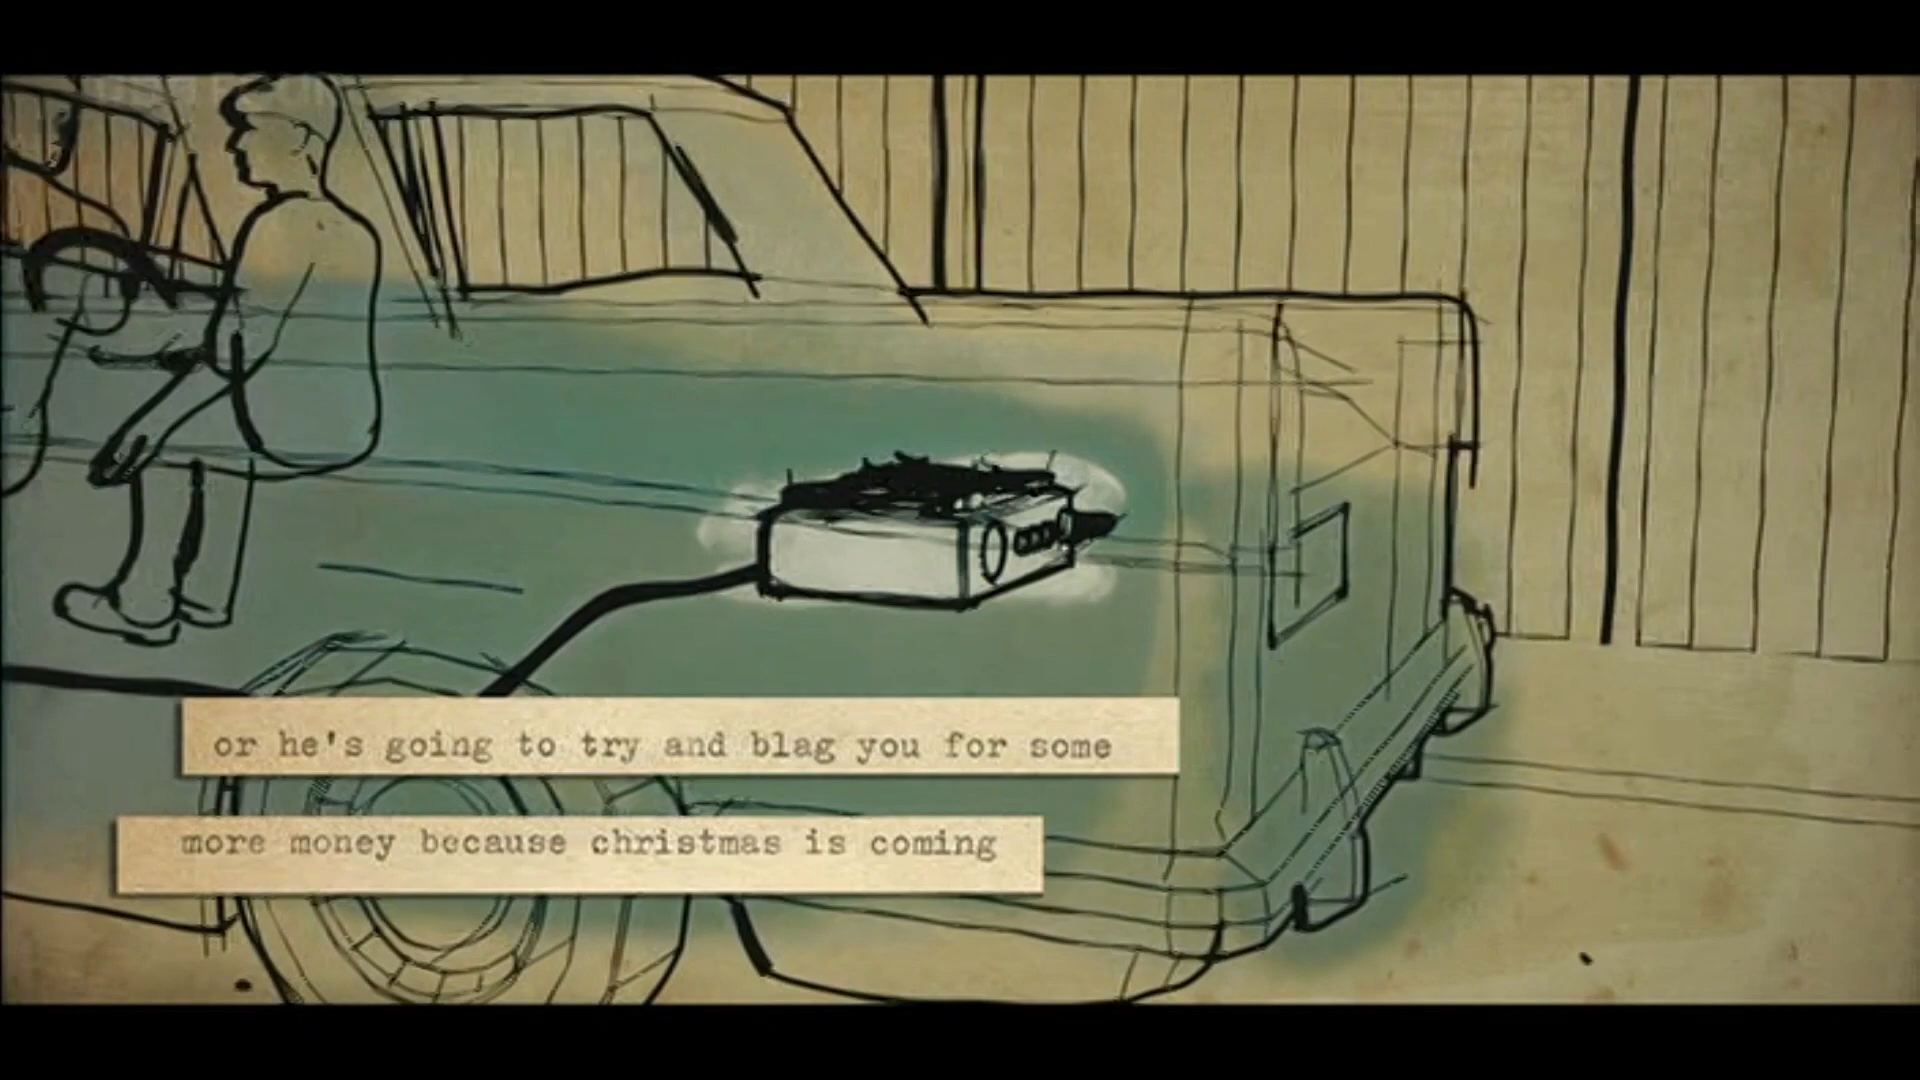 or he's going to try and blag you for some
more money because christmas is coming